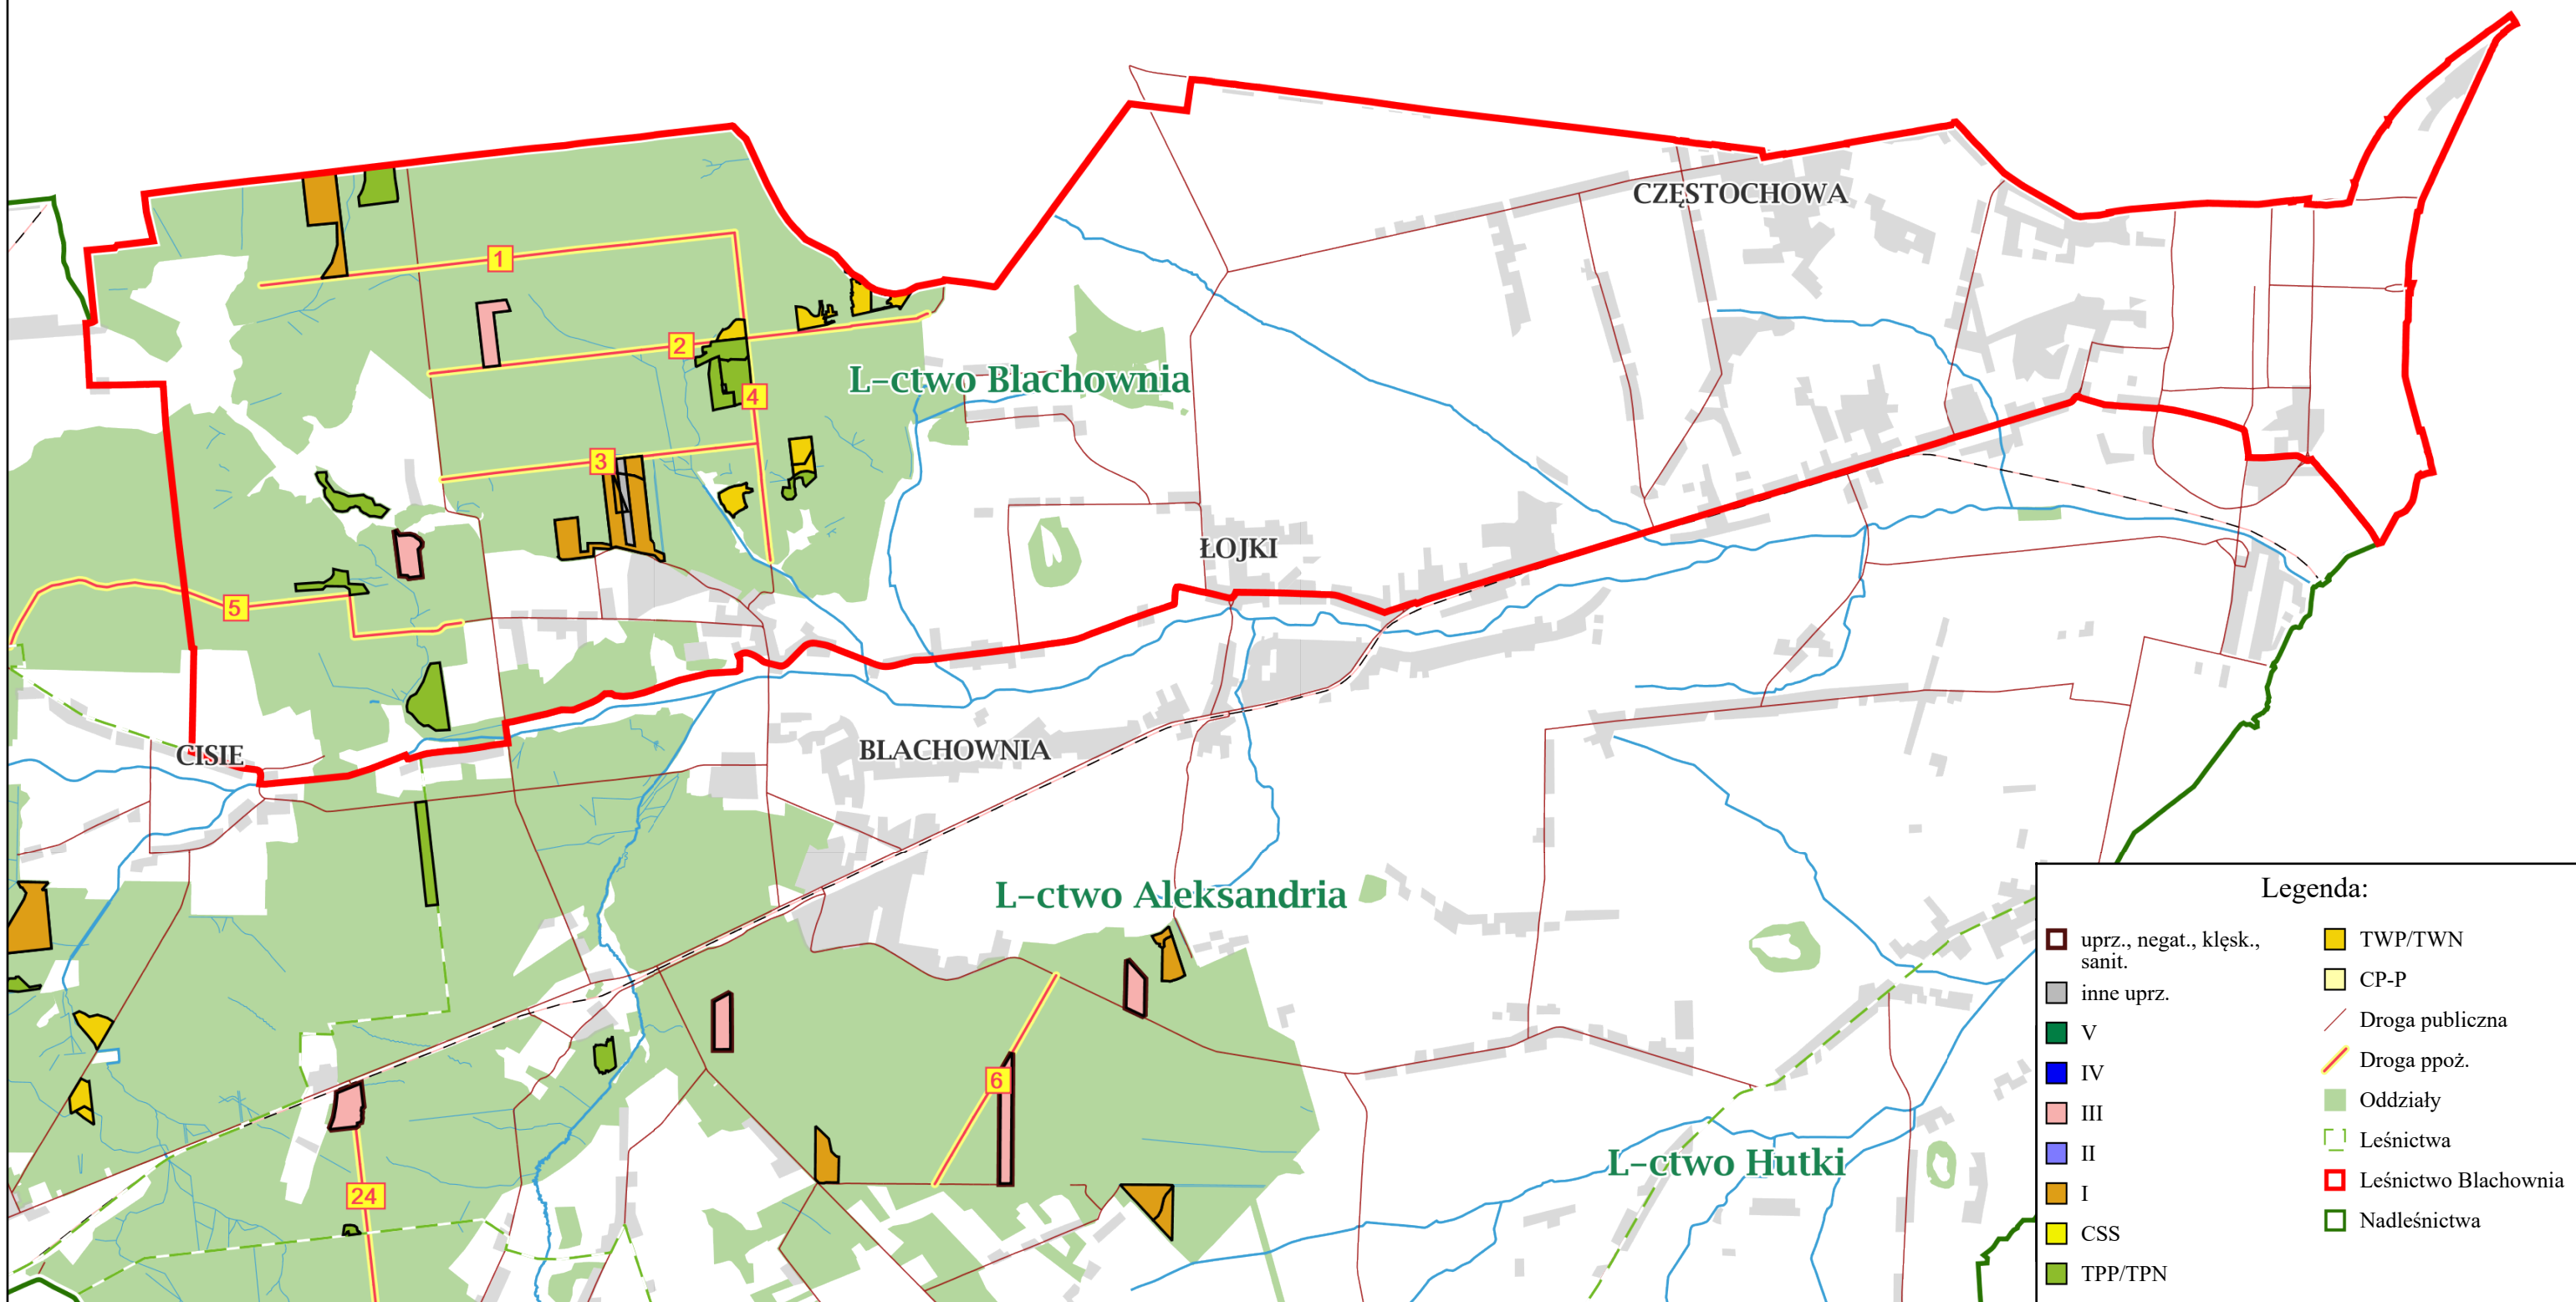 CZĘSTOCHOWA
1
2
L-ctwo Blachownia
4
3
ŁOJKI
5
CISIE
BLACHOWNIA
L-ctwo Aleksandria
6
L-ctwo Hutki
24
Legenda:
uprz., negat., klęsk.,
sanit.
inne uprz.
V
IV
III
II
I
CSS
TPP/TPN
TWP/TWN
CP-P
Droga publiczna
Droga ppoż.
Oddziały
Leśnictwa
Leśnictwo Blachownia
Nadleśnictwa